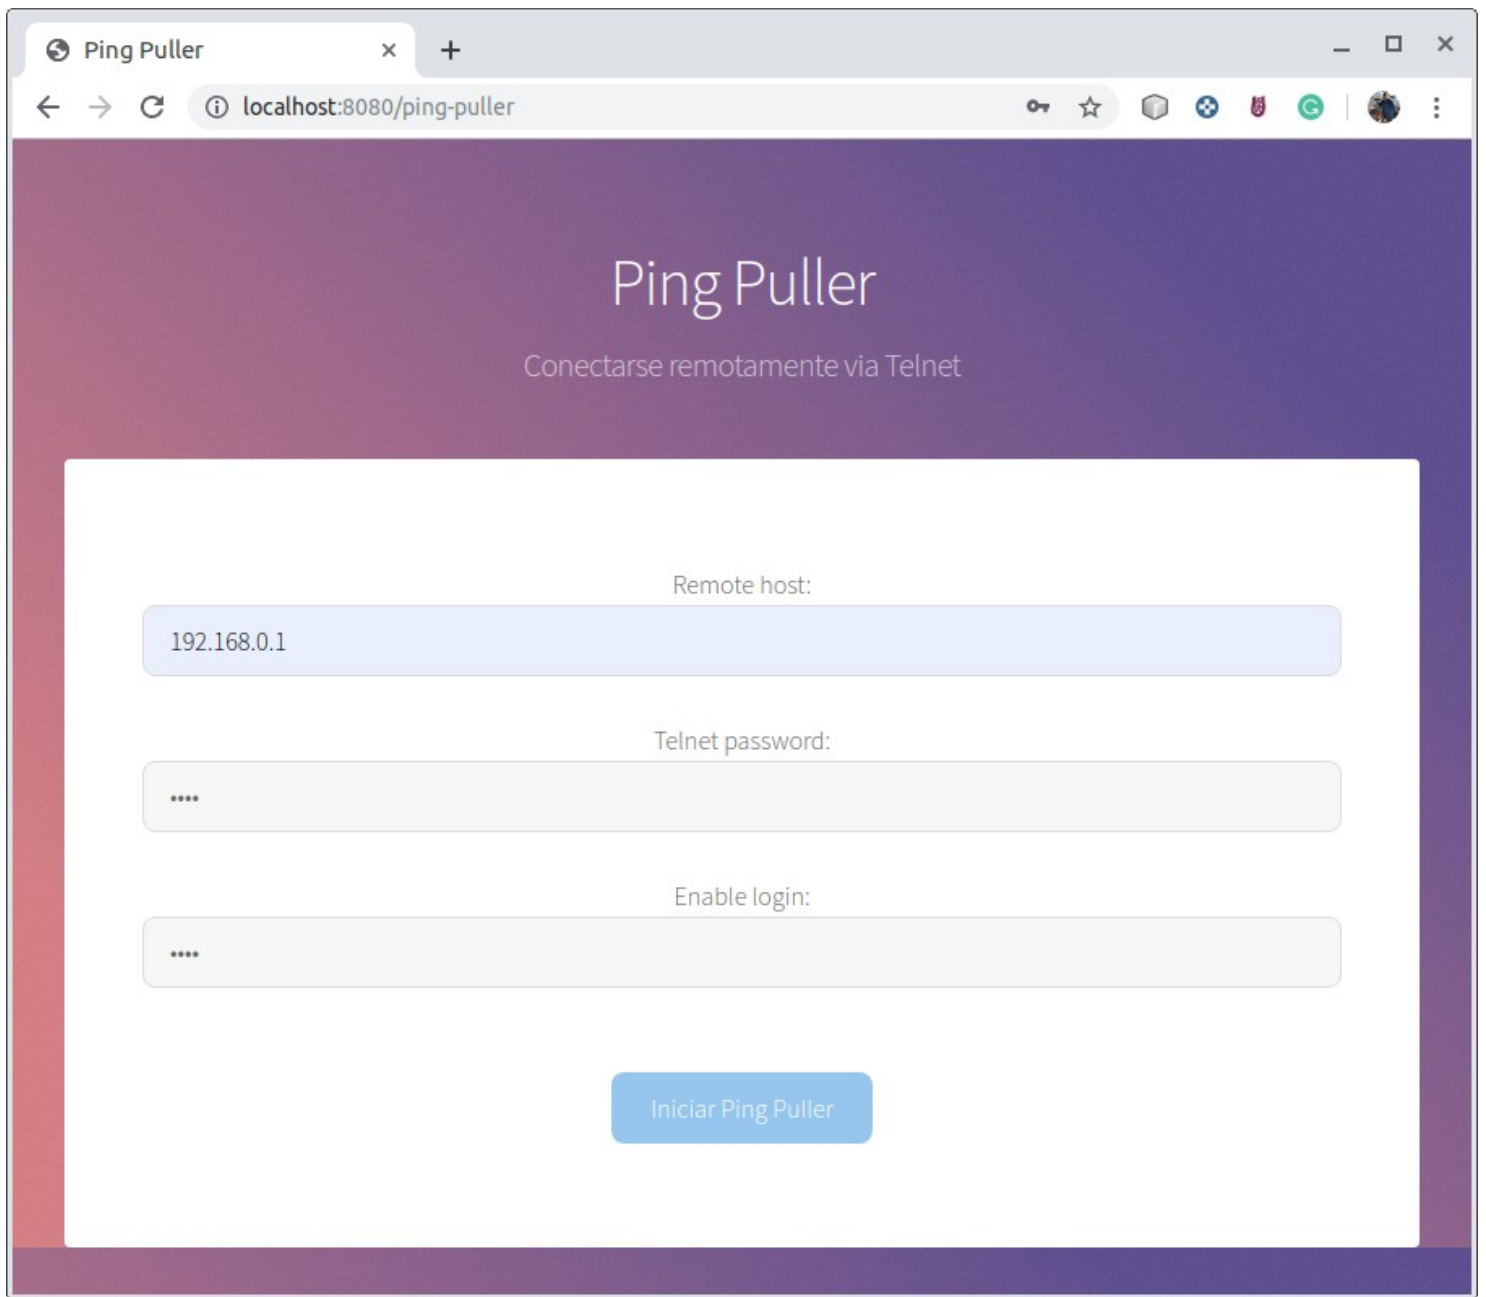 Ping Puller
localhost:8080/ping-puller
Ping Puller
Conectarse remotamente via Telnet
Remote host:
192.168.0.1
Telnet password:
••••
Enable login:
••••
Iniciar Ping Puller